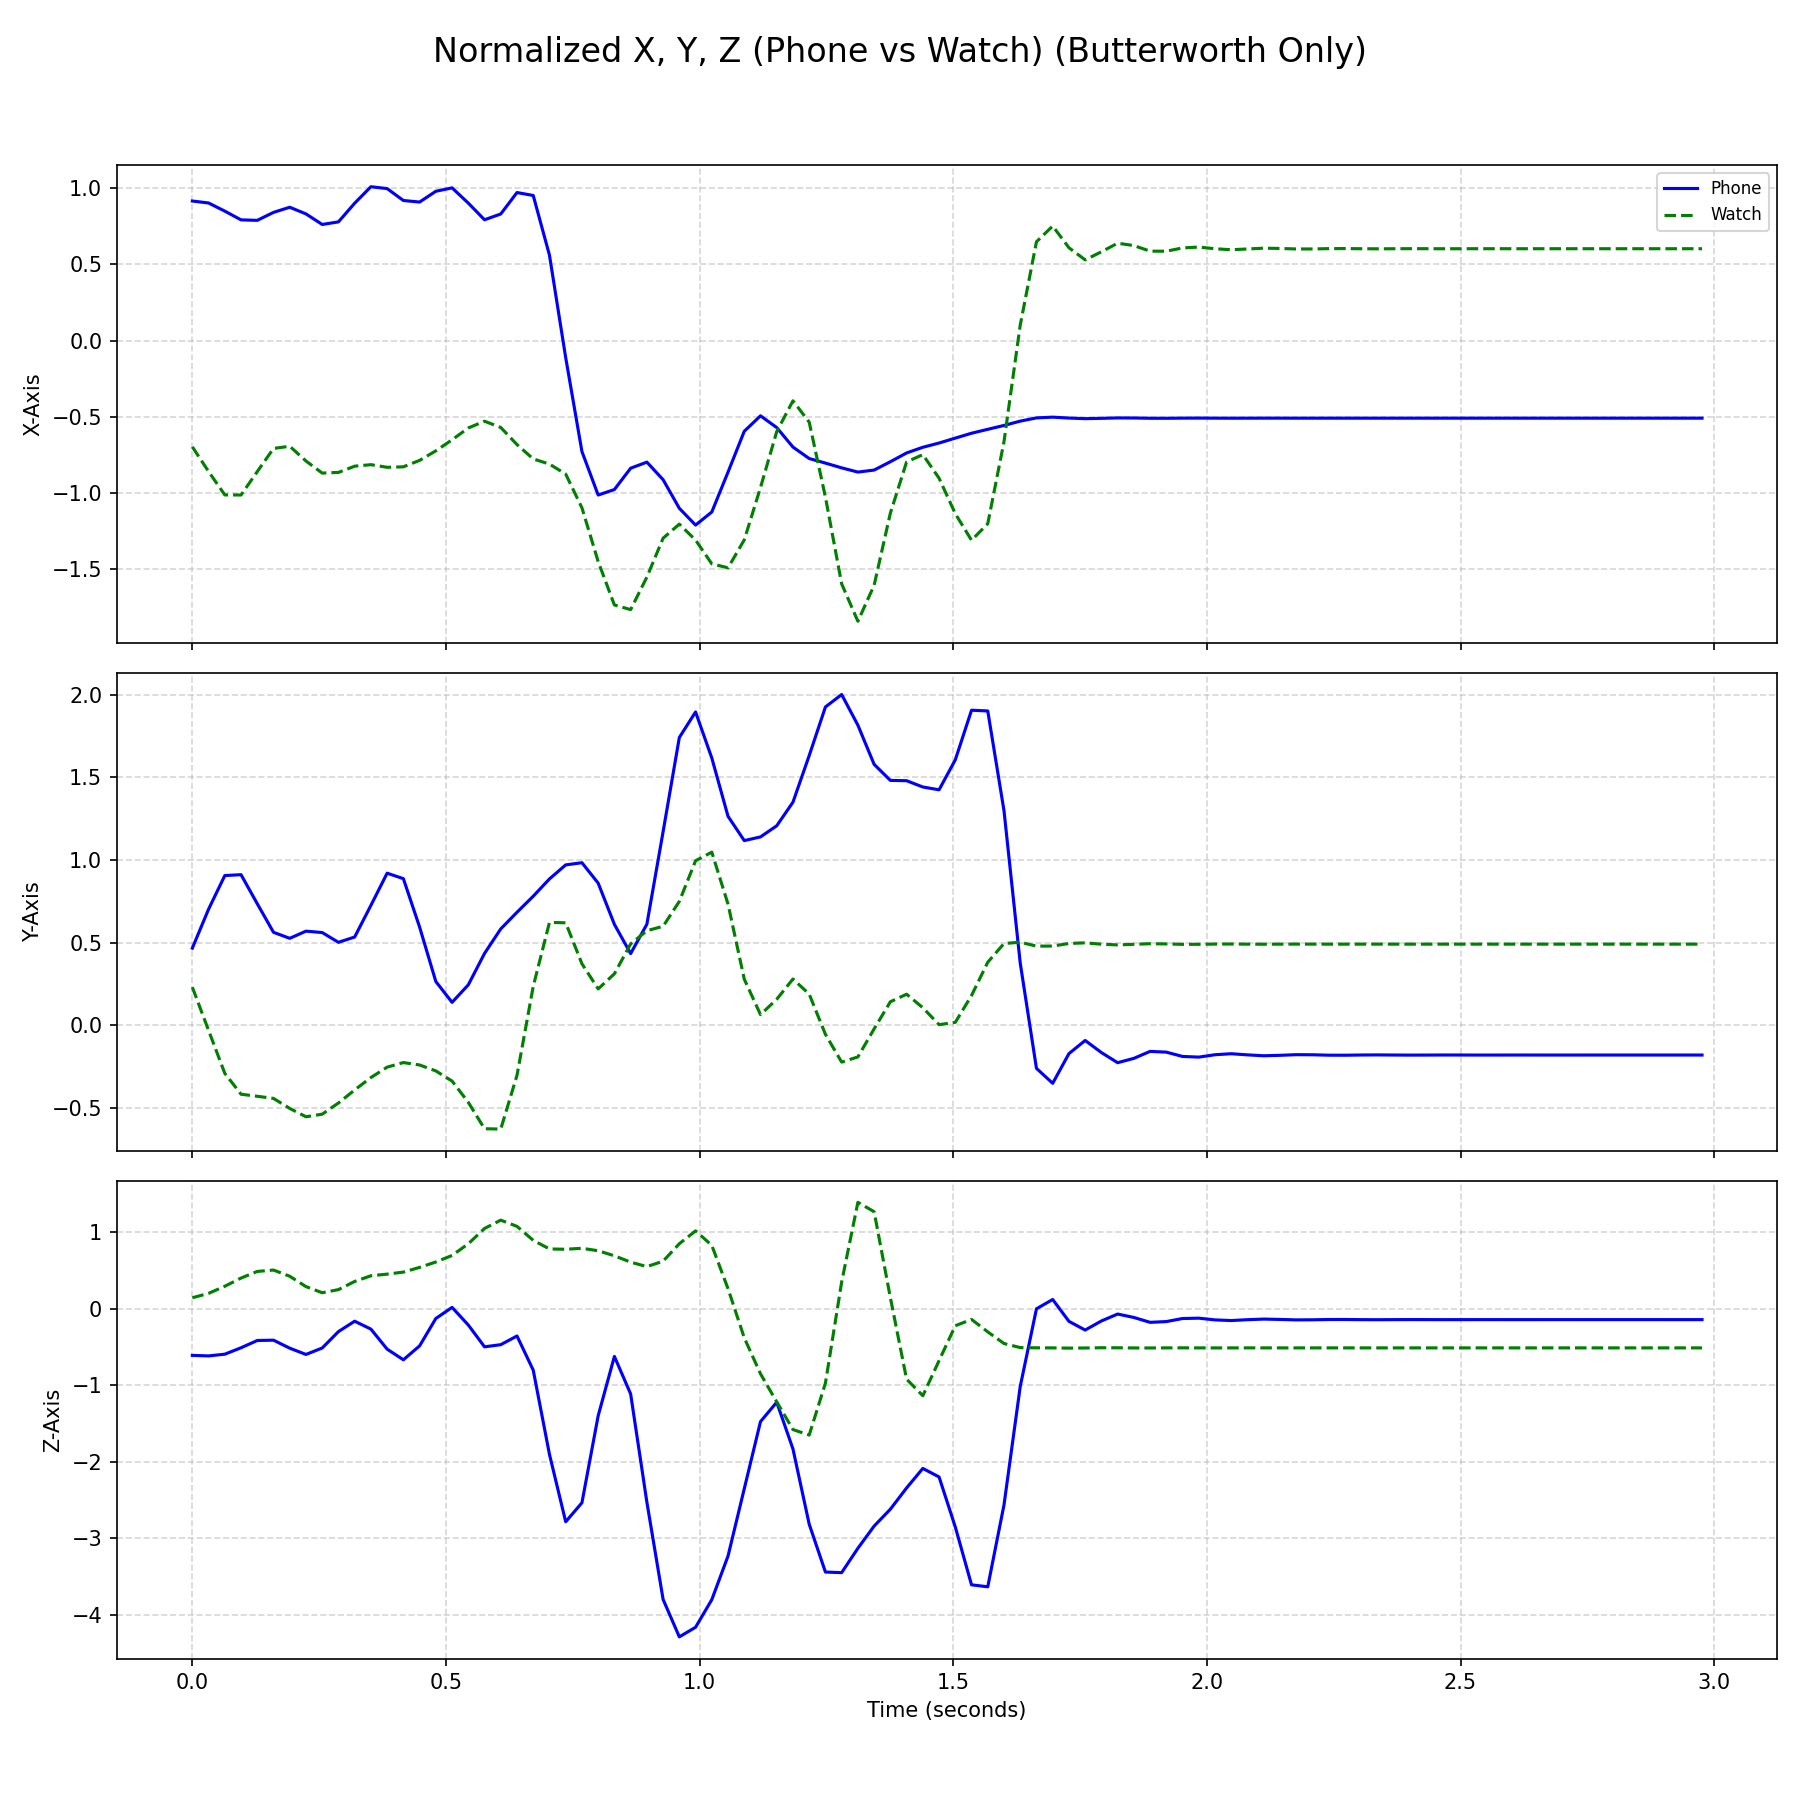 Normalized X, Y, Z (Phone vs Watch) (Butterworth Only)
Phone
Watch
1.0
0.5
0.0
−0.5
−1.0
−1.5
X-Axis
2.0
1.5
1.0
0.5
0.0
−0.5
Y-Axis
1
0
−1
−2
−3
−4
Z-Axis
0.0 0.5 1.0 1.5 2.0 2.5 3.0
Time (seconds)